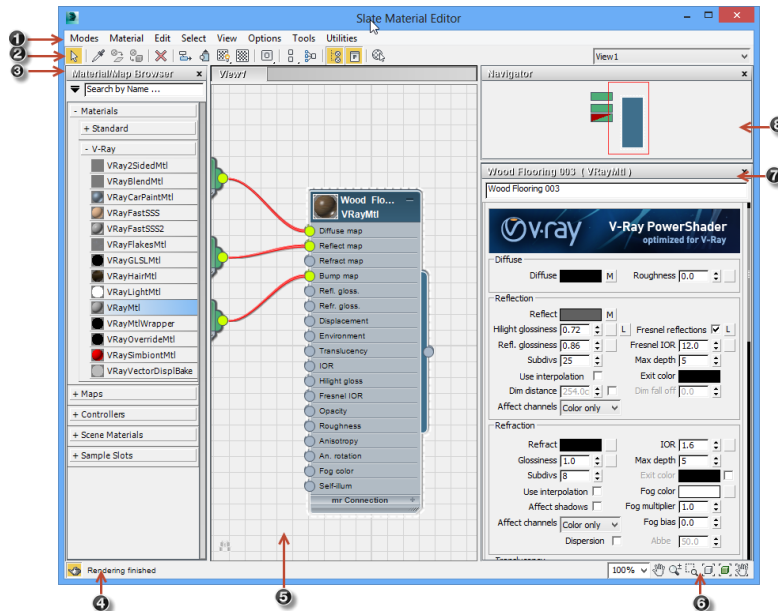 Slate Material Editor
Modes Material Edit Select View Options Tools Utilities
View1
Material/Map Browser
Search by Name ...
- Materials
+ Standard
- V-Ray
VRay2SidedMtl
VRayBlendMtl
VRayCarPaintMtl
VRayFastSSS
VRayFastSSS2
VRayFlakesMtl
VRayGLSLMtl
VRayHairMtl
VRayLightMtl
VRayMtl
VRayMtlWrapper
VRayOverrideMtl
VRaySimbiontMtl
VRayVectorDisplBake
+ Maps
+ Controllers
+ Scene Materials
+ Sample Slots
View1
Wood Flo...
VRayMtl
Diffuse map
Reflect map
Refract map
Bump map
Refl. gloss.
Refr. gloss.
Displacement
Environment
Translucency
IOR
Hilight gloss
Fresnel IOR
Opacity
Roughness
Anisotropy
An. rotation
Fog color
Self-illum
mr Connection
Navigator
Wood Flooring 003 ( VRayMtl )
Wood Flooring 003
v·ray
V-Ray PowerShader
optimized for V-Ray
Diffuse
Diffuse M Roughness 0.0
Reflection
Reflect M
Hilight glossiness 0.72 L Fresnel reflections L
Refl. glossiness 0.86 Fresnel IOR 12.0
Subdivs 25 Max depth 5
Use interpolation Exit color
Dim distance 254.0c Dim fall off 0.0
Affect channels Color only
Refraction
Refract IOR 1.6
Glossiness 1.0 Max depth 5
Subdivs 8 Exit color
Use interpolation Fog color
Affect shadows Fog multiplier 1.0
Affect channels Color only Fog bias 0.0
Dispersion Abbe 50.0
Translucency
Rendering finished
100%
1
2
3
4
5
6
7
8